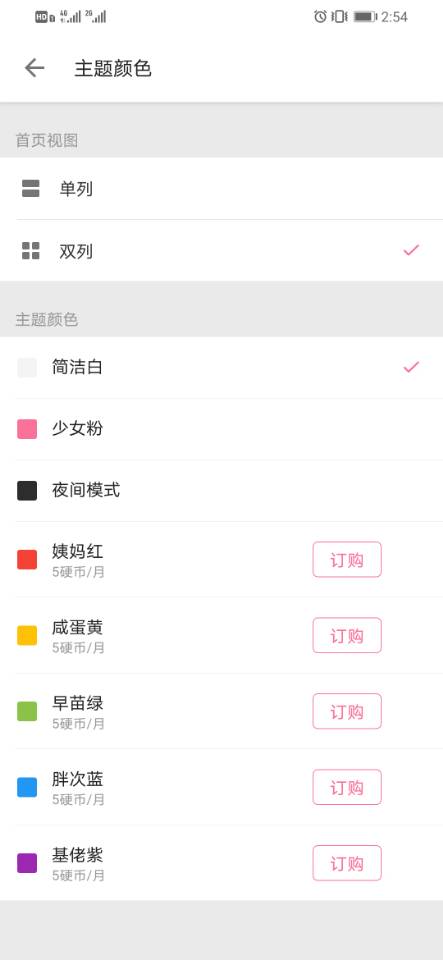 HD 4G 2G 2:54
主题颜色
首页视图
单列
双列
主题颜色
简洁白
少女粉
夜间模式
姨妈红
5硬币/月
订购
咸蛋黄
5硬币/月
订购
早苗绿
5硬币/月
订购
胖次蓝
5硬币/月
订购
基佬紫
5硬币/月
订购